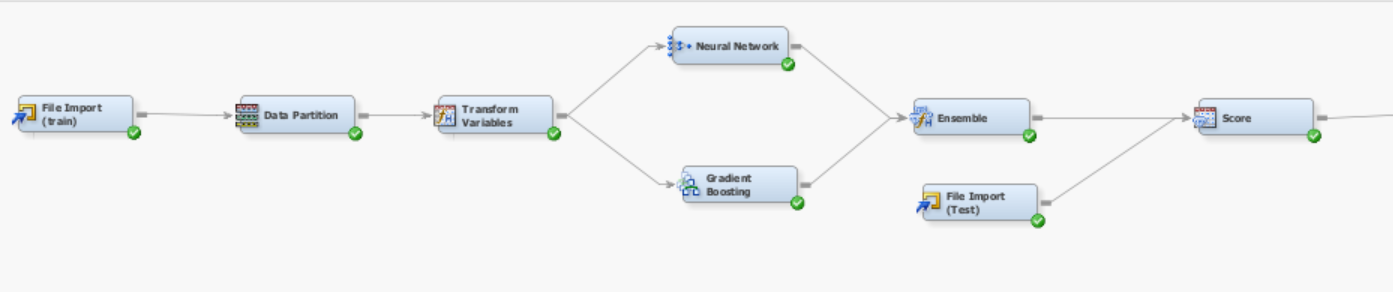 File Import
(train)
Data Partition
Transform
Variables
Neural Network
Gradient
Boosting
Ensemble
File Import
(Test)
Score